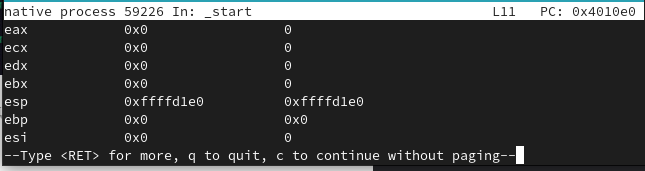 native process 59226 In: _start L11 PC: 0x4010e0
eax 0x0 0
ecx 0x0 0
edx 0x0 0
ebx 0x0 0
esp 0xffffd1e0 0xffffd1e0
ebp 0x0 0x0
esi 0x0 0
--Type <RET> for more, q to quit, c to continue without paging--